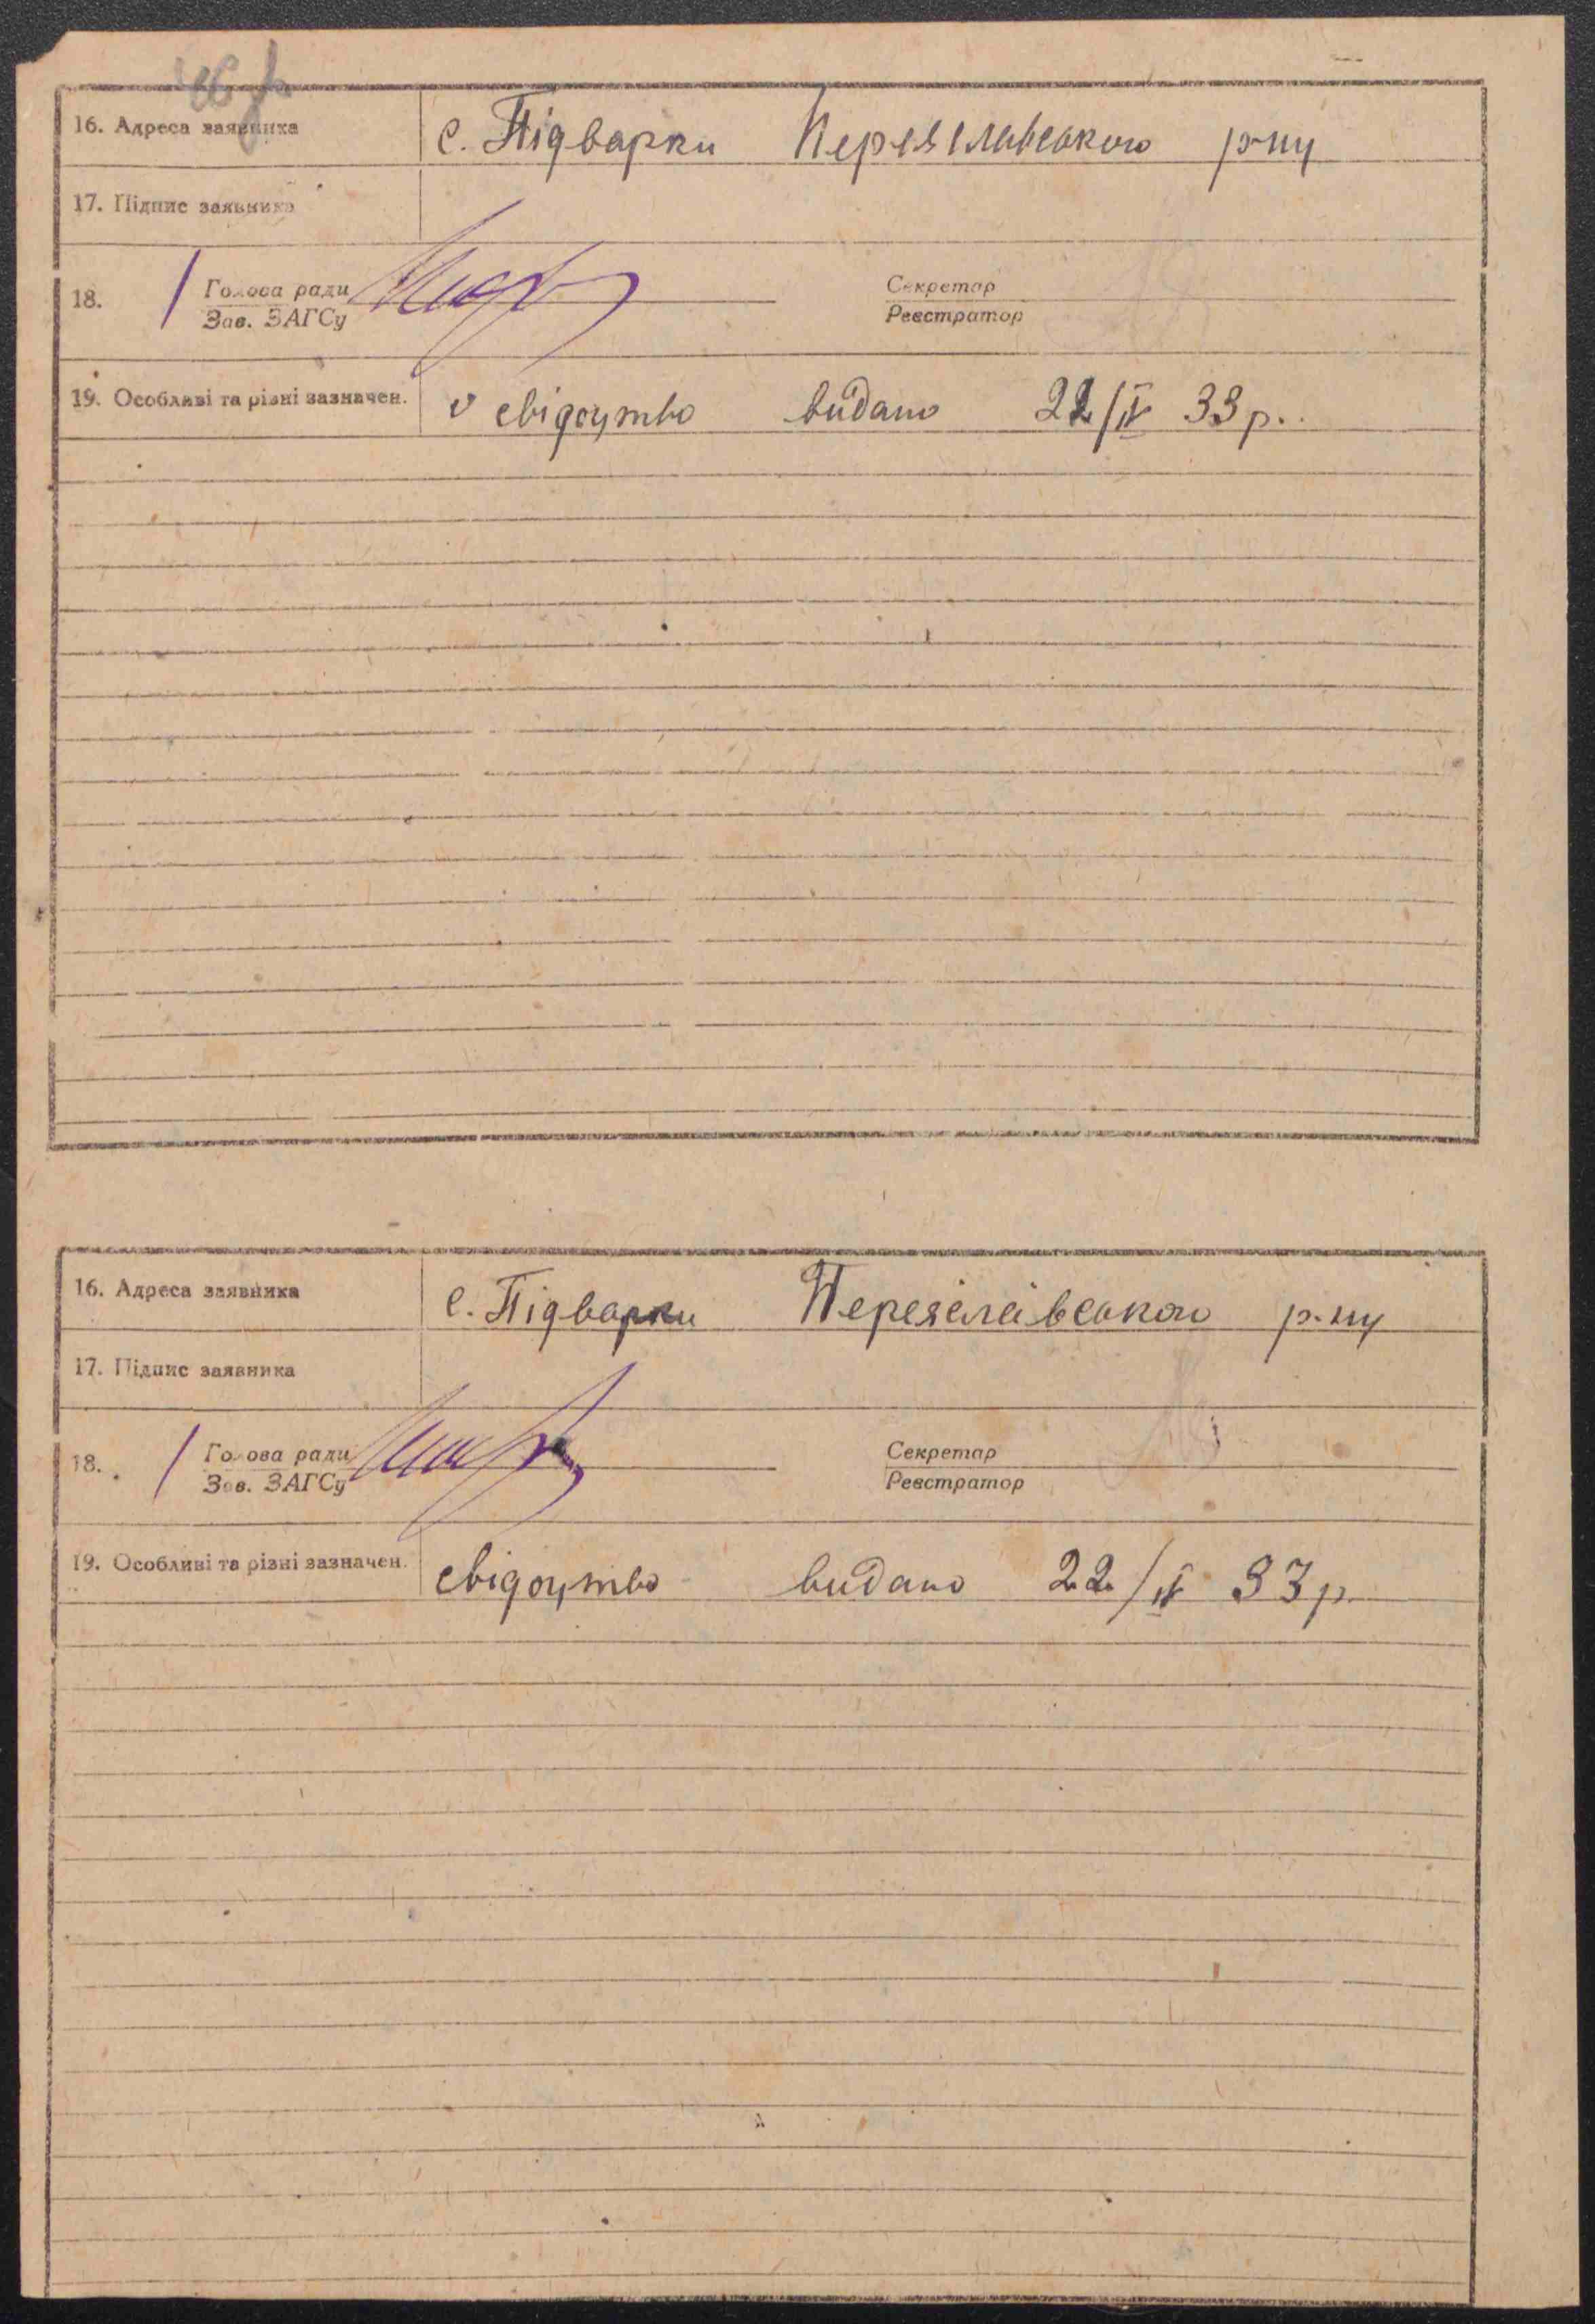 16. Адреса заявника с. Підварки Переяславського р-ну
17. Підпис заявника
18. Голова ради Секретар
Зав. ЗАГСу Реєстратор
19. Особливі та різні зазначен. v свідоцтво видано 22/IV 33 р.
16. Адреса заявника с. Підварки Переяславського р-ну
17. Підпис заявника
18. Голова ради Секретар
Зав. ЗАГСу Реєстратор
19. Особливі та різні зазначен. свідоцтво видано 22/IV 33 р.